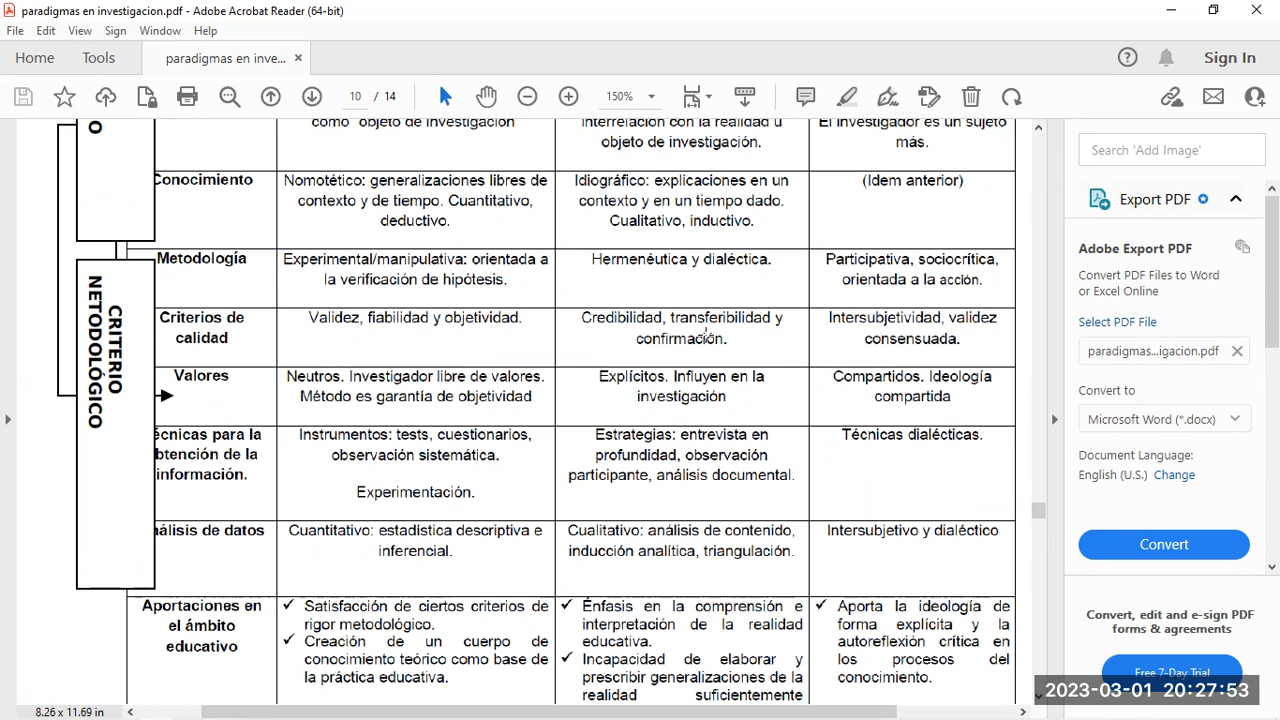 paradigmas en investigacion.pdf - Adobe Acrobat Reader (64-bit)
File Edit View Sign Window Help
Home Tools paradigmas en inve... × Sign In
10 / 14 150%
O
como objeto de investigación
interrelación con la realidad u
objeto de investigación.
El investigador es un sujeto
más.
Conocimiento
Nomotético: generalizaciones libres de
contexto y de tiempo. Cuantitativo,
deductivo.
Idiográfico: explicaciones en un
contexto y en un tiempo dado.
Cualitativo, inductivo.
(Idem anterior)
CRITERIO
NETODOLÓGICO
Metodología
Experimental/manipulativa: orientada a
la verificación de hipótesis.
Hermenéutica y dialéctica.
Participativa, sociocrítica,
orientada a la acción.
Criterios de
calidad
Validez, fiabilidad y objetividad.
Credibilidad, transferibilidad y
confirmación.
Intersubjetividad, validez
consensuada.
Valores
Neutros. Investigador libre de valores.
Método es garantía de objetividad
Explícitos. Influyen en la
investigación
Compartidos. Ideología
compartida
écnicas para la
btención de la
información.
Instrumentos: tests, cuestionarios,
observación sistemática.
Experimentación.
Estrategias: entrevista en
profundidad, observación
participante, análisis documental.
Técnicas dialécticas.
nálisis de datos
Cuantitativo: estadística descriptiva e
inferencial.
Cualitativo: análisis de contenido,
inducción analítica, triangulación.
Intersubjetivo y dialéctico
Aportaciones en
el ámbito
educativo
✓ Satisfacción de ciertos criterios de
rigor metodológico.
✓ Creación de un cuerpo de
conocimiento teórico como base de
la práctica educativa.
✓ Énfasis en la comprensión e
interpretación de la realidad
educativa.
✓ Incapacidad de elaborar y
prescribir generalizaciones de la
realidad suficientemente
✓ Aporta la ideología de
forma explícita y la
autoreflexión crítica en
los procesos del
conocimiento.
8.26 x 11.69 in
Search 'Add Image'
Export PDF
Adobe Export PDF
Convert PDF Files to Word
or Excel Online
Select PDF File
paradigmas...igacion.pdf
Convert to
Microsoft Word (*.docx)
Document Language:
English (U.S.) Change
Convert
Convert, edit and e-sign PDF
forms & agreements
Free 7-Day Trial
2023-03-01 20:27:53